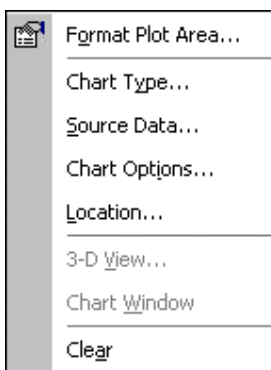 Format Plot Area...
Chart Type...
Source Data...
Chart Options...
Location...
3-D View...
Chart Window
Clear